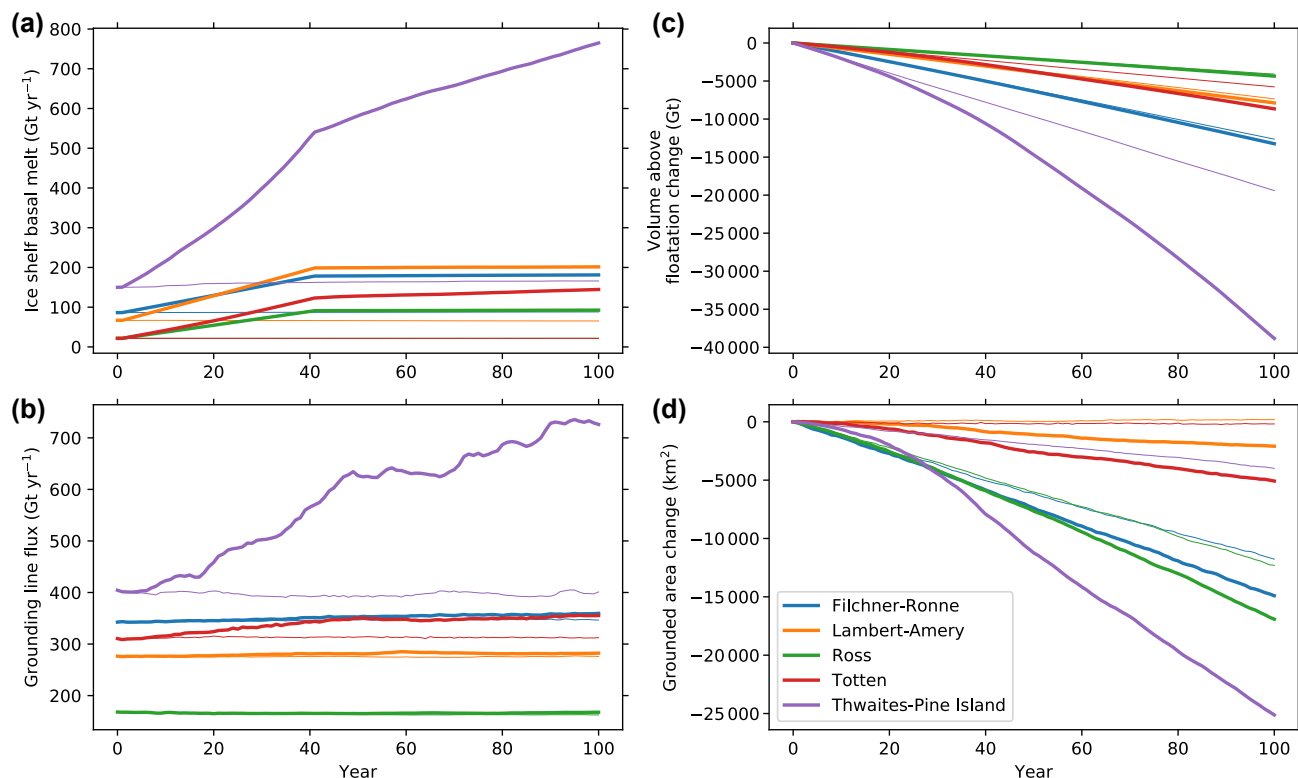 (a)
Ice shelf basal melt (Gt yr⁻¹)
800
700
600
500
400
300
200
100
0
0 20 40 60 80 100
(b)
Grounding line flux (Gt yr⁻¹)
700
600
500
400
300
200
0 20 40 60 80 100
Year
(c)
Volume above
floatation change (Gt)
0
−5000
−10 000
−15 000
−20 000
−25 000
−30 000
−35 000
−40 000
0 20 40 60 80 100
(d)
Grounded area change (km²)
0
−5000
−10 000
−15 000
−20 000
−25 000
Filchner-Ronne
Lambert-Amery
Ross
Totten
Thwaites-Pine Island
0 20 40 60 80 100
Year